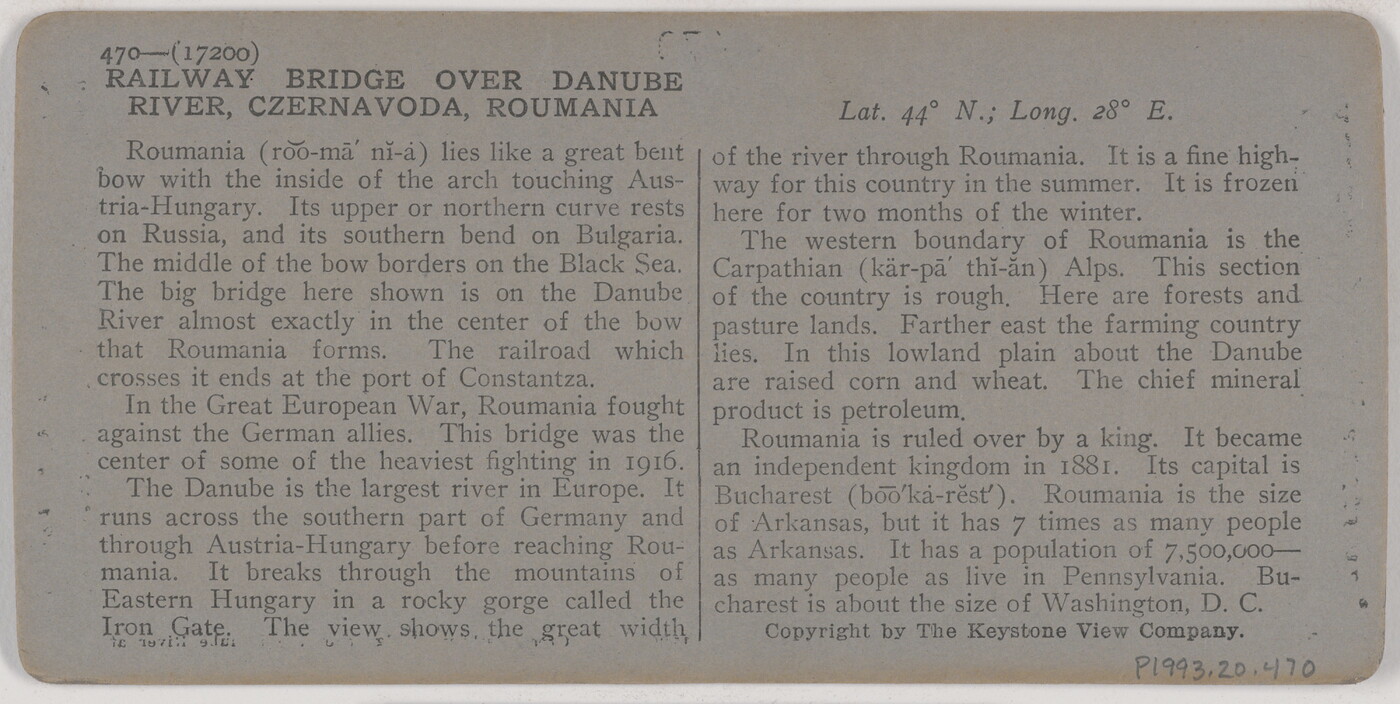 470—(17200)
RAILWAY BRIDGE OVER DANUBE
RIVER, CZERNAVODA, ROUMANIA
Roumania (rōō-mā′ nĭ-ȧ) lies like a great bent
bow with the inside of the arch touching Aus-
tria-Hungary. Its upper or northern curve rests
on Russia, and its southern bend on Bulgaria.
The middle of the bow borders on the Black Sea.
The big bridge here shown is on the Danube
River almost exactly in the center of the bow
that Roumania forms. The railroad which
crosses it ends at the port of Constantza.
In the Great European War, Roumania fought
against the German allies. This bridge was the
center of some of the heaviest fighting in 1916.
The Danube is the largest river in Europe. It
runs across the southern part of Germany and
through Austria-Hungary before reaching Rou-
mania. It breaks through the mountains of
Eastern Hungary in a rocky gorge called the
Iron Gate. The view shows the great width
Lat. 44° N.; Long. 28° E.
of the river through Roumania. It is a fine high-
way for this country in the summer. It is frozen
here for two months of the winter.
The western boundary of Roumania is the
Carpathian (kär-pā′ thĭ-ăn) Alps. This section
of the country is rough. Here are forests and
pasture lands. Farther east the farming country
lies. In this lowland plain about the Danube
are raised corn and wheat. The chief mineral
product is petroleum.
Roumania is ruled over by a king. It became
an independent kingdom in 1881. Its capital is
Bucharest (bōō′kȧ-rĕst′). Roumania is the size
of Arkansas, but it has 7 times as many people
as Arkansas. It has a population of 7,500,000—
as many people as live in Pennsylvania. Bu-
charest is about the size of Washington, D. C.
Copyright by The Keystone View Company.
P1993.20.470